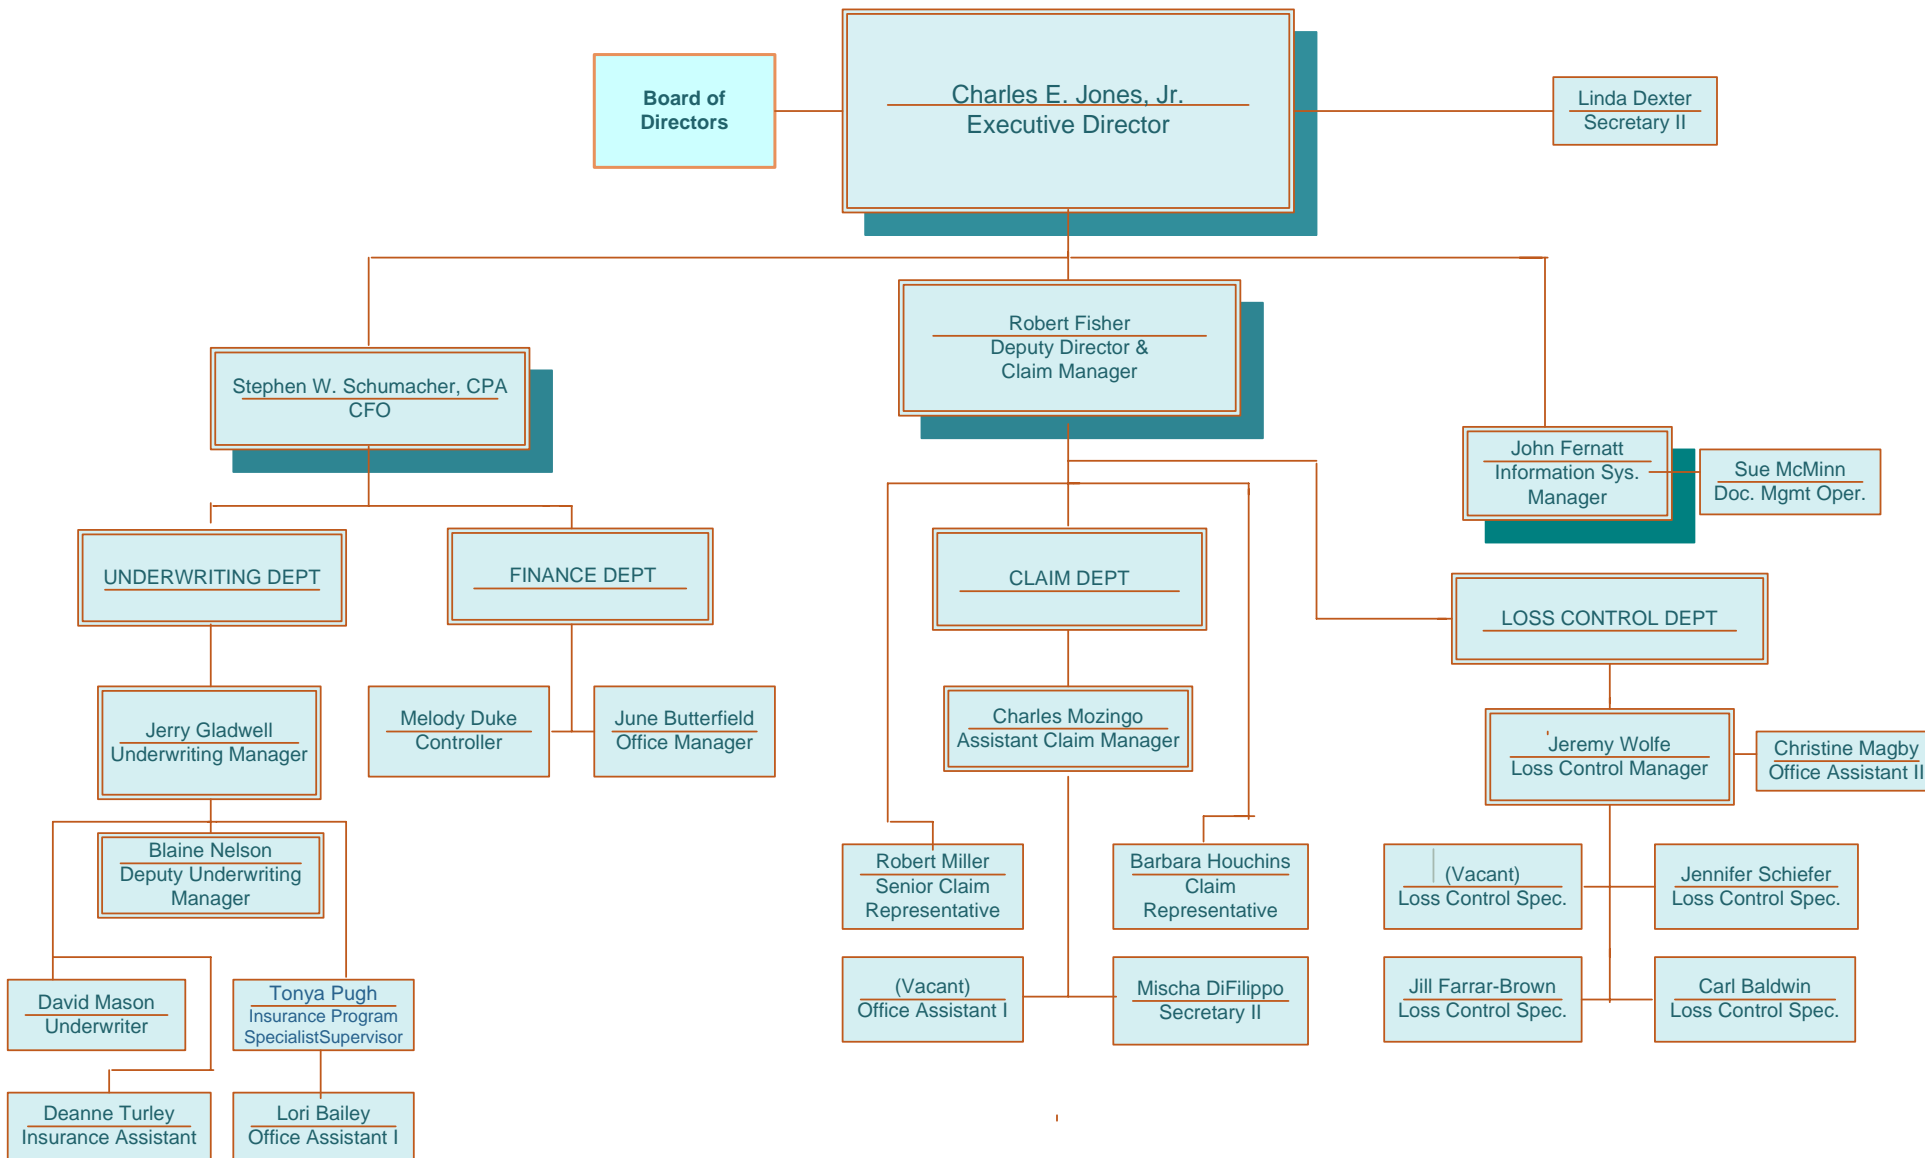 Board of
Directors
Charles E. Jones, Jr.
Executive Director
Linda Dexter
Secretary II
Stephen W. Schumacher, CPA
CFO
Robert Fisher
Deputy Director &
Claim Manager
John Fernatt
Information Sys.
Manager
Sue McMinn
Doc. Mgmt Oper.
UNDERWRITING DEPT
FINANCE DEPT
CLAIM DEPT
LOSS CONTROL DEPT
Jerry Gladwell
Underwriting Manager
Melody Duke
Controller
June Butterfield
Office Manager
Charles Mozingo
Assistant Claim Manager
Jeremy Wolfe
Loss Control Manager
Christine Magby
Office Assistant II
Blaine Nelson
Deputy Underwriting
Manager
Robert Miller
Senior Claim
Representative
Barbara Houchins
Claim
Representative
(Vacant)
Loss Control Spec.
Jennifer Schiefer
Loss Control Spec.
David Mason
Underwriter
Tonya Pugh
Insurance Program
SpecialistSupervisor
(Vacant)
Office Assistant I
Mischa DiFilippo
Secretary II
Jill Farrar-Brown
Loss Control Spec.
Carl Baldwin
Loss Control Spec.
Deanne Turley
Insurance Assistant
Lori Bailey
Office Assistant I